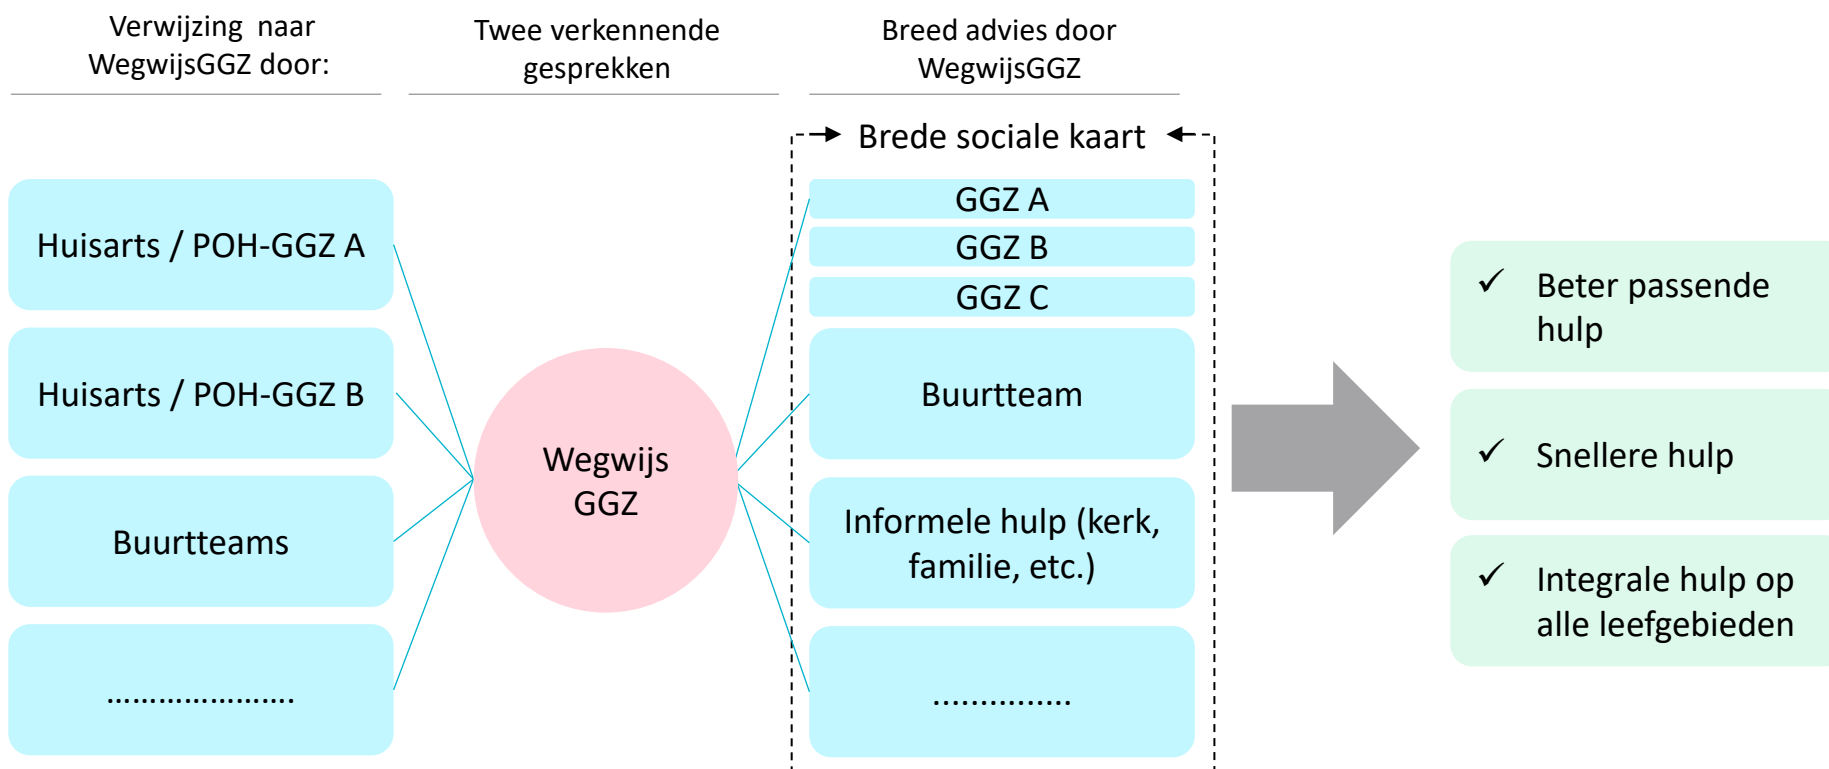 Verwijzing naar
WegwijsGGZ door:
Twee verkennende
gesprekken
Breed advies door
WegwijsGGZ
Brede sociale kaart
Huisarts / POH-GGZ A
Huisarts / POH-GGZ B
Buurtteams
......................
Wegwijs
GGZ
GGZ A
GGZ B
GGZ C
Buurtteam
Informele hulp (kerk,
familie, etc.)
...............
✓ Beter passende
hulp
✓ Snellere hulp
✓ Integrale hulp op
alle leefgebieden